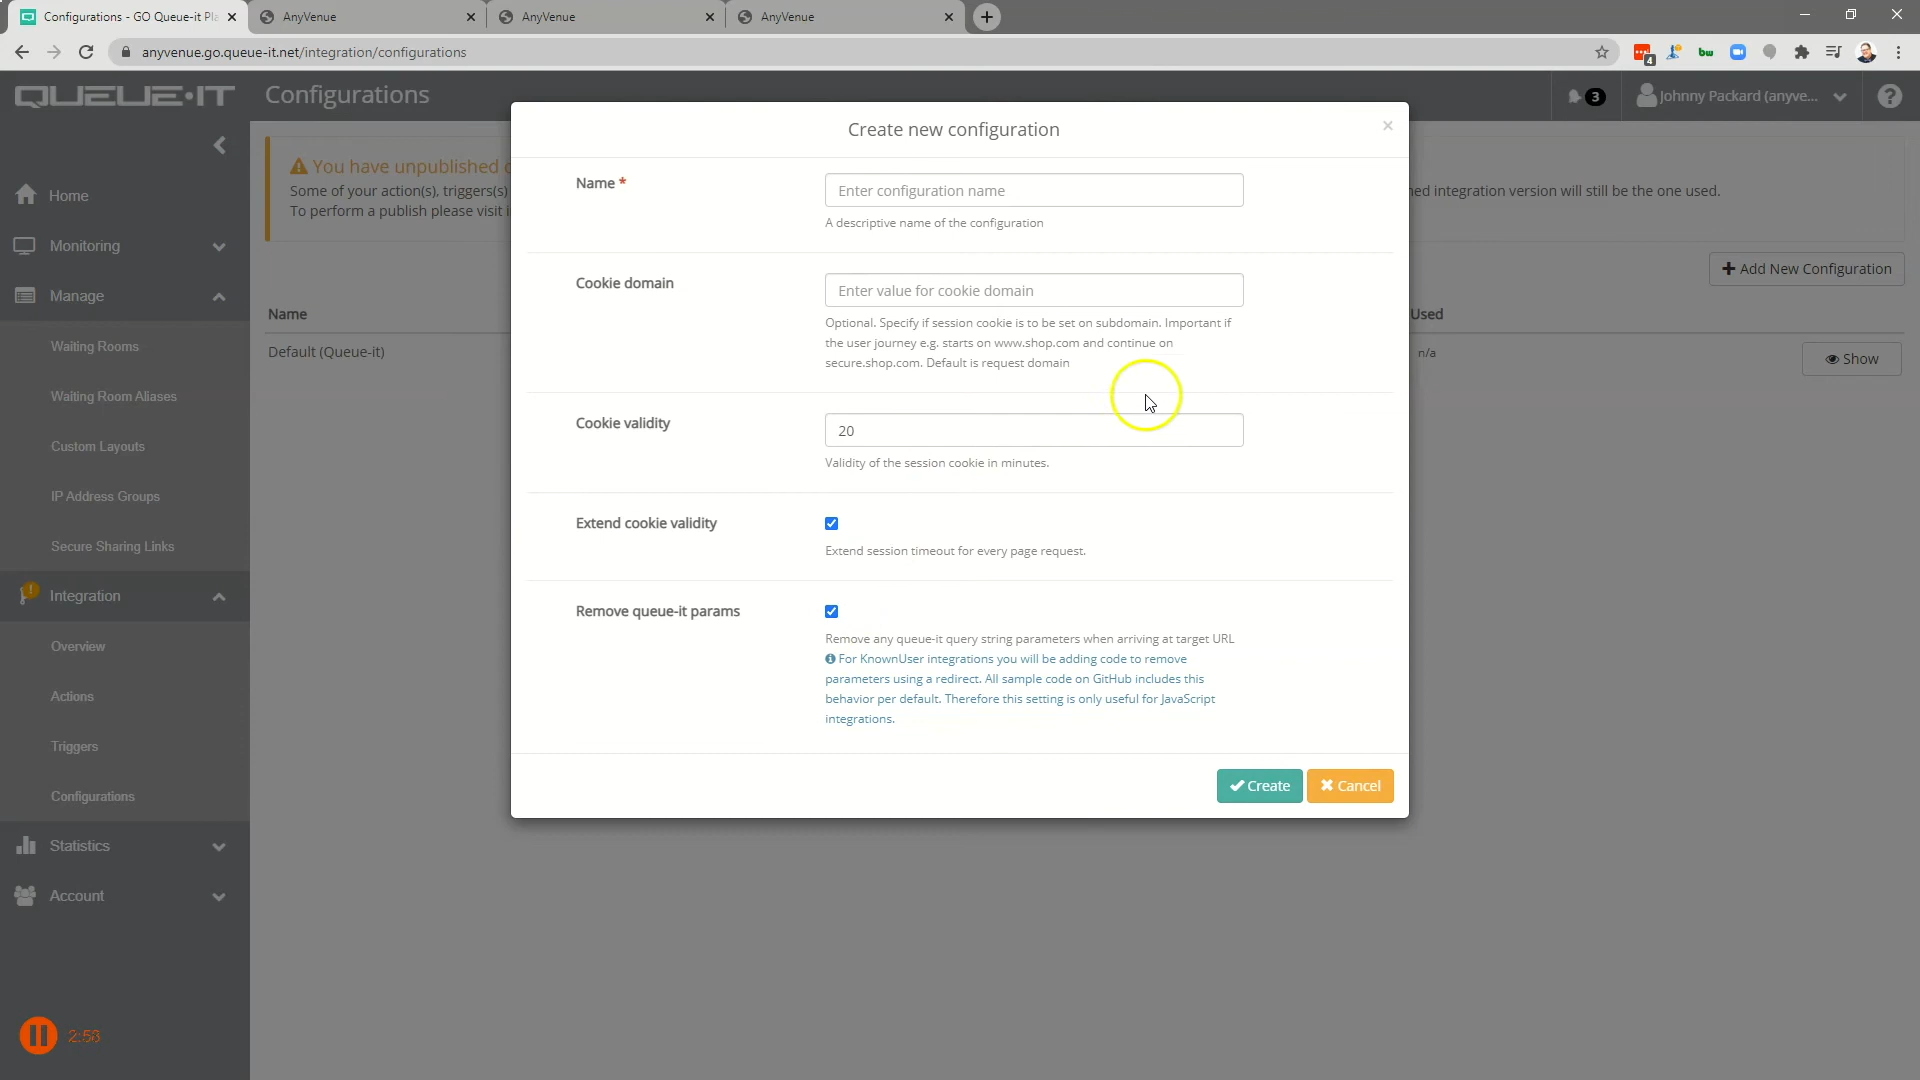 Configurations - GO Queue-it Pla
AnyVenue
AnyVenue
AnyVenue
anyvenue.go.queue-it.net/integration/configurations
4
bw
QUEUE-IT
Configurations
3
Johnny Packard (anyve...
Create new configuration
You have unpublished
Some of your action(s), triggers(s)
To perform a publish please visit
integration version will still be the one used.
Home
Monitoring
Manage
Waiting Rooms
Waiting Room Aliases
Custom Layouts
IP Address Groups
Secure Sharing Links
Integration
Overview
Actions
Triggers
Configurations
Statistics
Account
Add New Configuration
Name
Used
Default (Queue-it)
n/a
Show
Name *
Enter configuration name
A descriptive name of the configuration
Cookie domain
Enter value for cookie domain
Optional. Specify if session cookie is to be set on subdomain. Important if
the user journey e.g. starts on www.shop.com and continue on
secure.shop.com. Default is request domain
Cookie validity
20
Validity of the session cookie in minutes.
Extend cookie validity
Extend session timeout for every page request.
Remove queue-it params
Remove any queue-it query string parameters when arriving at target URL
For KnownUser integrations you will be adding code to remove
parameters using a redirect. All sample code on GitHub includes this
behavior per default. Therefore this setting is only useful for JavaScript
integrations.
Create
Cancel
2:53